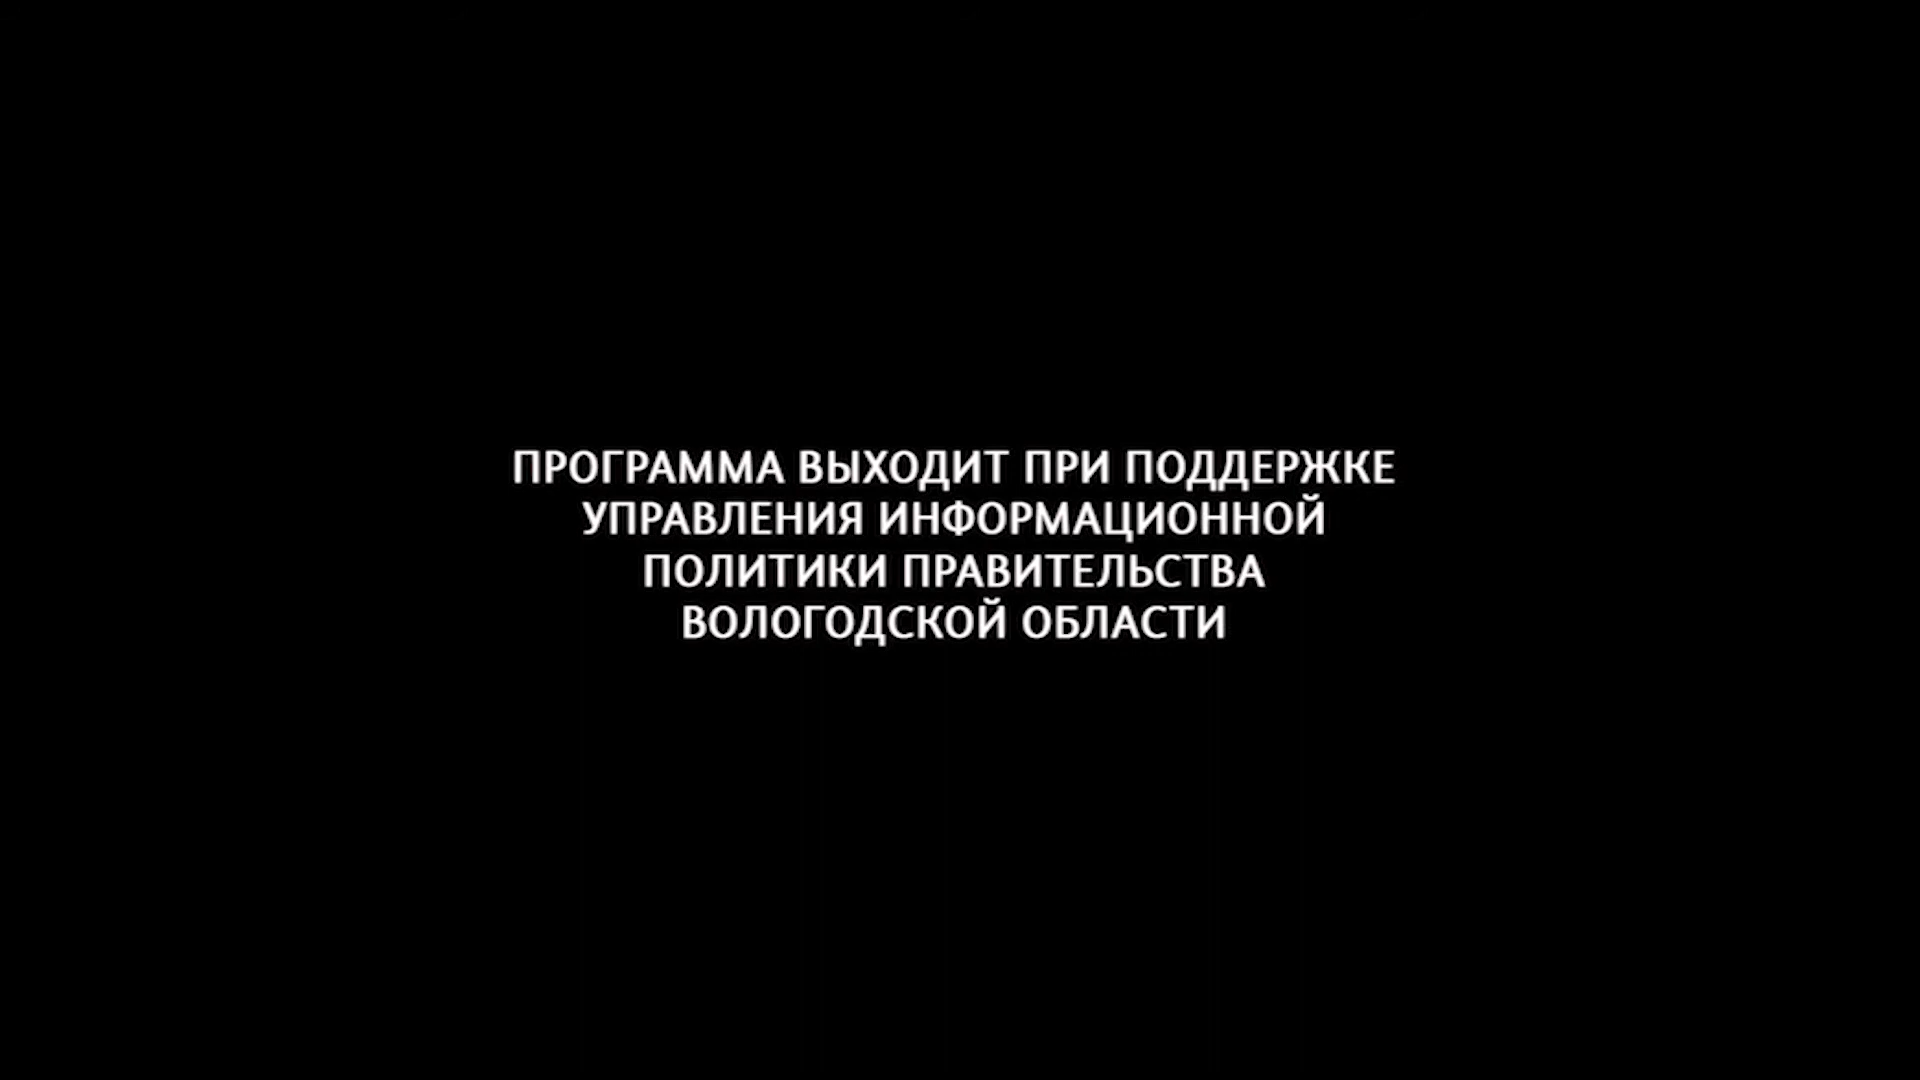 ПРОГРАММА ВЫХОДИТ ПРИ ПОДДЕРЖКЕ
УПРАВЛЕНИЯ ИНФОРМАЦИОННОЙ
ПОЛИТИКИ ПРАВИТЕЛЬСТВА
ВОЛОГОДСКОЙ ОБЛАСТИ